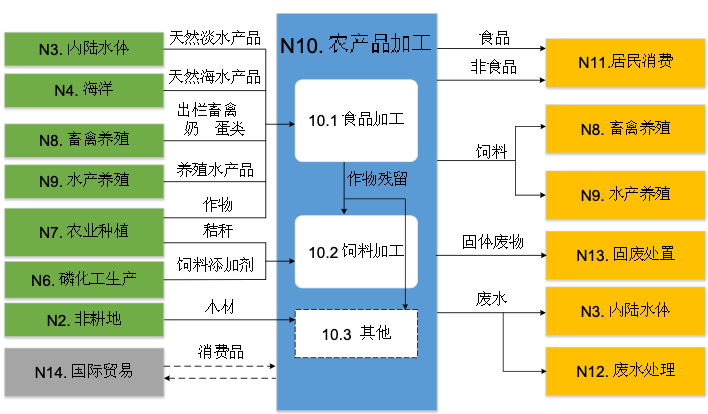 N3. 内陆水体
天然淡水产品
N4. 海洋
天然海水产品
N8. 畜禽养殖
出栏畜禽
奶 蛋类
N9. 水产养殖
养殖水产品
N7. 农业种植
作物
秸秆
N6. 磷化工生产
饲料添加剂
N2. 非耕地
木材
N14. 国际贸易
消费品
N10. 农产品加工
10.1 食品加工
作物残留
10.2 饲料加工
10.3 其他
食品
非食品
N11. 居民消费
饲料
N8. 畜禽养殖
N9. 水产养殖
固体废物
N13. 固废处置
废水
N3. 内陆水体
N12. 废水处理